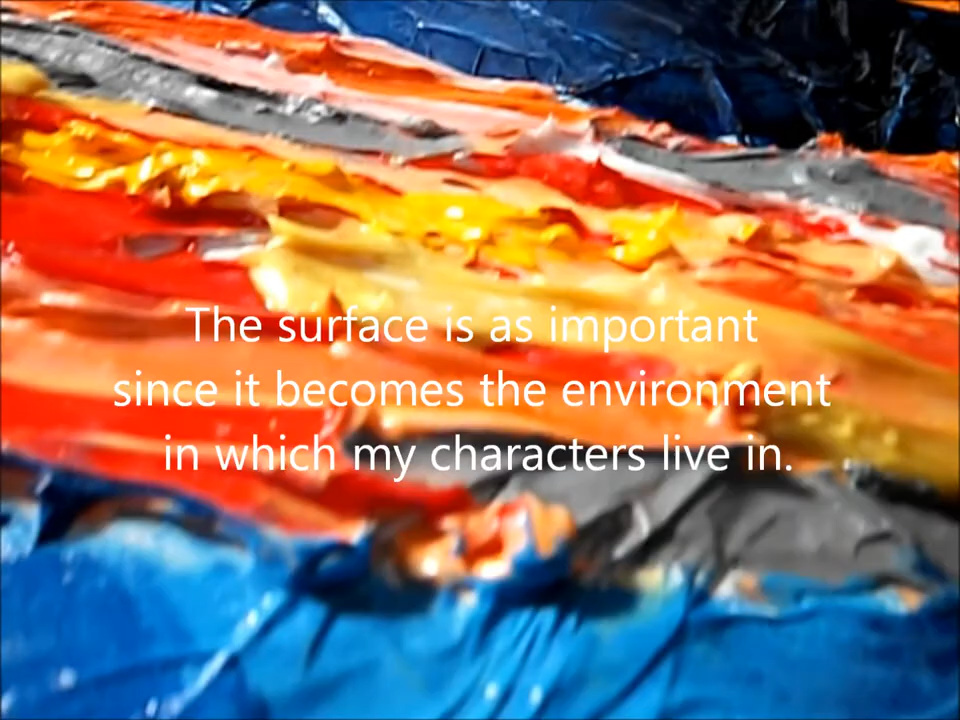 The surface is as important
since it becomes the environment
in which my characters live in.